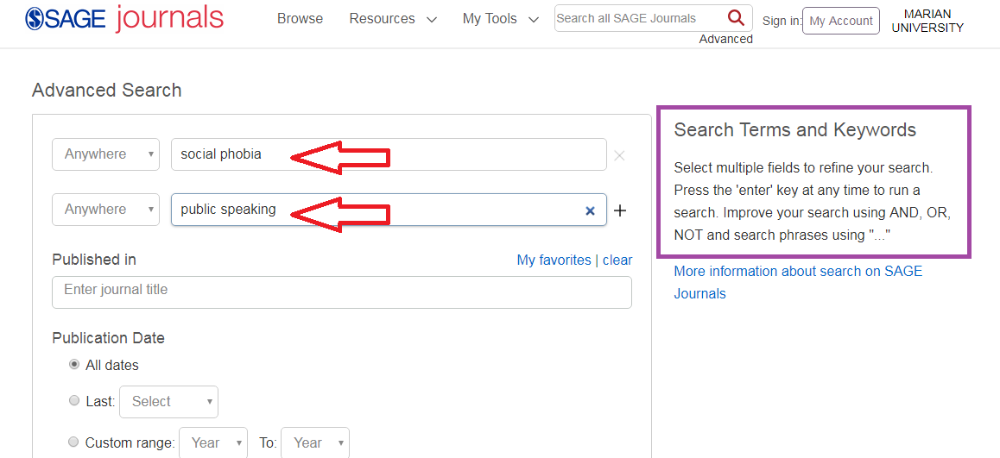 SAGE journals
Browse Resources My Tools Search all SAGE Journals Sign in: My Account MARIAN
UNIVERSITY
Advanced
Advanced Search
Anywhere social phobia
Anywhere public speaking
Published in My favorites | clear
Enter journal title
Publication Date
All dates
Last: Select
Custom range: Year To: Year
Search Terms and Keywords
Select multiple fields to refine your search.
Press the 'enter' key at any time to run a
search. Improve your search using AND, OR,
NOT and search phrases using "..."
More information about search on SAGE
Journals